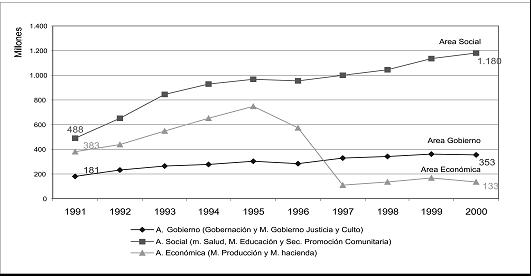 Millones
1.400
1.200
1.000
800
600
400
200
0
Area Social
1.180
488
383
181
Area Gobierno
353
Area Económica
133
1991 1992 1993 1994 1995 1996 1997 1998 1999 2000
A, Gobierno (Gobernación y M. Gobierno Justicia y Culto)
A. Social (m. Salud, M. Educación y Sec. Promoción Comunitaria)
A. Económica (M. Producción y M. hacienda)